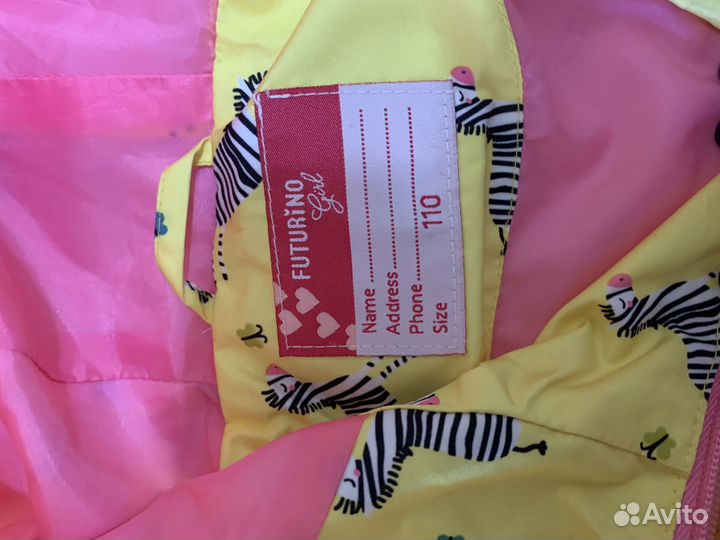 FUTURiNO
Girl
Name ....................
Address ....................
Phone ....................
Size 110
Avito